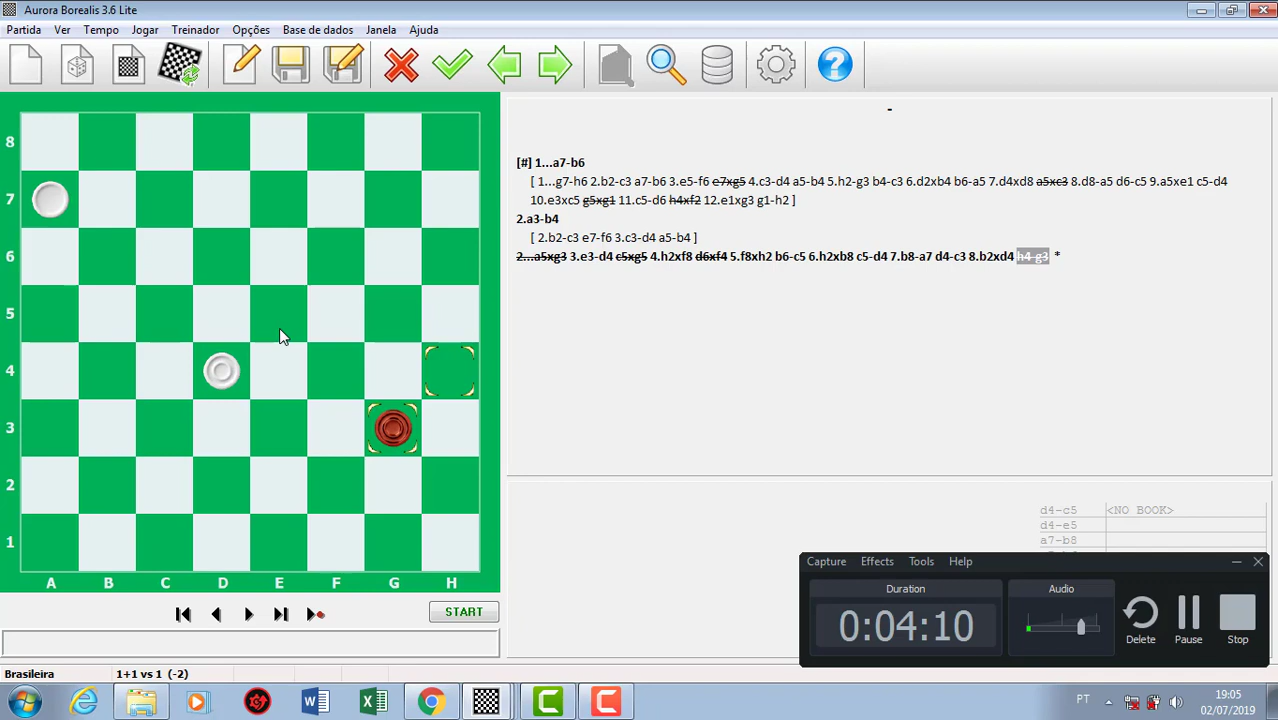 Aurora Borealis 3.6 Lite
Partida Ver Tempo Jogar Treinador Opções Base de dados Janela Ajuda
-
[#] 1...a7-b6
[ 1...g7-h6 2.b2-c3 a7-b6 3.e5-f6 e7xg5 4.c3-d4 a5-b4 5.h2-g3 b4-c3 6.d2xb4 b6-a5 7.d4xd8 a5xc3 8.d8-a5 d6-c5 9.a5xe1 c5-d4
10.e3xc5 g5xg1 11.c5-d6 h4xf2 12.e1xg3 g1-h2 ]
2.a3-b4
[ 2.b2-c3 e7-f6 3.c3-d4 a5-b4 ]
2...a5xg3 3.e3-d4 c5xg5 4.h2xf8 d6xf4 5.f8xh2 b6-c5 6.h2xb8 c5-d4 7.b8-a7 d4-c3 8.b2xd4 h4-g3 *
8
7
6
5
4
3
2
1
A B C D E F G H
START
d4-c5 <NO BOOK>
d4-e5
a7-b8
Capture Effects Tools Help
Duration
0:04:10
Audio
Delete Pause Stop
Brasileira 1+1 vs 1 (-2)
PT
19:05
02/07/2019